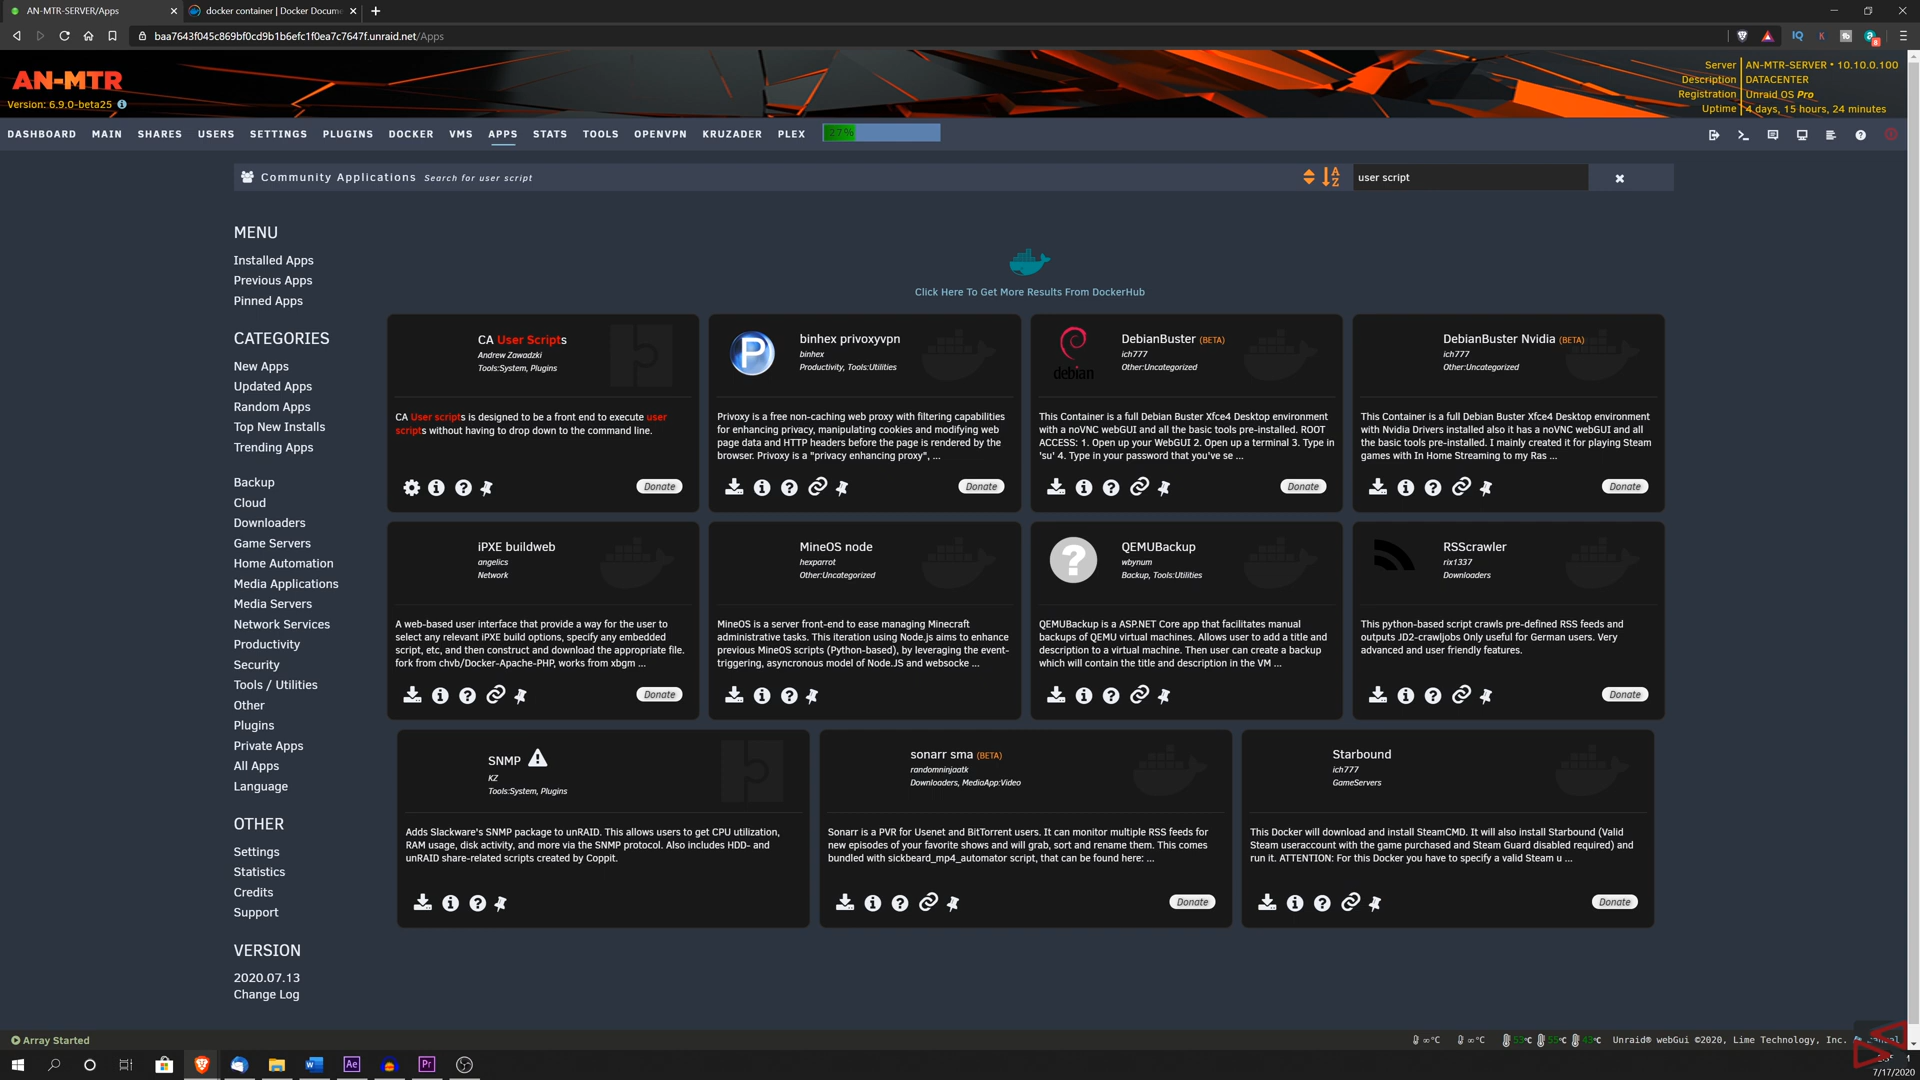 AN-MTR-SERVER/Apps
docker container | Docker Docum
baa7643f045c869bf0cd9b1b6efc1f0ea7c7647f.unraid.net/Apps
AN-MTR
Version: 6.9.0-beta25
Server AN-MTR-SERVER • 10.10.0.100
Description DATACENTER
Registration Unraid OS Pro
Uptime 4 days, 15 hours, 24 minutes
DASHBOARD MAIN SHARES USERS SETTINGS PLUGINS DOCKER VMS APPS STATS TOOLS OPENVPN KRUZADER PLEX 27%
Community Applications Search for user script
user script
MENU
Installed Apps
Previous Apps
Pinned Apps
CATEGORIES
New Apps
Updated Apps
Random Apps
Top New Installs
Trending Apps
Backup
Cloud
Downloaders
Game Servers
Home Automation
Media Applications
Media Servers
Network Services
Productivity
Security
Tools / Utilities
Other
Plugins
Private Apps
All Apps
Language
OTHER
Settings
Statistics
Credits
Support
VERSION
2020.07.13
Change Log
Click Here To Get More Results From DockerHub
CA User Scripts
Andrew Zawadzki
Tools:System, Plugins
CA User scripts is designed to be a front end to execute user
scripts without having to drop down to the command line.
Donate
binhex privoxyvpn
binhex
Productivity, Tools:Utilities
Privoxy is a free non-caching web proxy with filtering capabilities
for enhancing privacy, manipulating cookies and modifying web
page data and HTTP headers before the page is rendered by the
browser. Privoxy is a "privacy enhancing proxy", ...
Donate
debian
DebianBuster (BETA)
ich777
Other:Uncategorized
This Container is a full Debian Buster Xfce4 Desktop environment
with a noVNC webGUI and all the basic tools pre-installed. ROOT
ACCESS: 1. Open up your WebGUI 2. Open up a terminal 3. Type in
'su' 4. Type in your password that you've se ...
Donate
DebianBuster Nvidia (BETA)
ich777
Other:Uncategorized
This Container is a full Debian Buster Xfce4 Desktop environment
with Nvidia Drivers installed also it has a noVNC webGUI and all
the basic tools pre-installed. I mainly created it for playing Steam
games with In Home Streaming to my Ras ...
Donate
iPXE buildweb
angelics
Network
A web-based user interface that provide a way for the user to
select any relevant iPXE build options, specify any embedded
script, etc, and then construct and download the appropriate file.
fork from chvb/Docker-Apache-PHP, works from xbgm ...
Donate
MineOS node
hexparrot
Other:Uncategorized
MineOS is a server front-end to ease managing Minecraft
administrative tasks. This iteration using Node.js aims to enhance
previous MineOS scripts (Python-based), by leveraging the event-
triggering, asyncronous model of Node.JS and websocke ...
QEMUBackup
wbynum
Backup, Tools:Utilities
QEMUBackup is a ASP.NET Core app that facilitates manual
backups of QEMU virtual machines. Allows user to add a title and
description to a virtual machine. Then user can create a backup
which will contain the title and description in the VM ...
RSScrawler
rix1337
Downloaders
This python-based script crawls pre-defined RSS feeds and
outputs JD2-crawljobs Only useful for German users. Very
advanced and user friendly features.
Donate
SNMP
KZ
Tools:System, Plugins
Adds Slackware's SNMP package to unRAID. This allows users to get CPU utilization,
RAM usage, disk activity, and more via the SNMP protocol. Also includes HDD- and
unRAID share-related scripts created by Coppit.
sonarr sma (BETA)
randomninjaatk
Downloaders, MediaApp:Video
Sonarr is a PVR for Usenet and BitTorrent users. It can monitor multiple RSS feeds for
new episodes of your favorite shows and will grab, sort and rename them. This comes
bundled with sickbeard_mp4_automator script, that can be found here: ...
Donate
Starbound
ich777
GameServers
This Docker will download and install SteamCMD. It will also install Starbound (Valid
Steam useraccount with the game purchased and Steam Guard disabled required) and
run it. ATTENTION: For this Docker you have to specify a valid Steam u ...
Donate
Array Started
∞°C ∞°C 53°C 55°C 43°C Unraid® webGui ©2020, Lime Technology, Inc.
7/17/2020